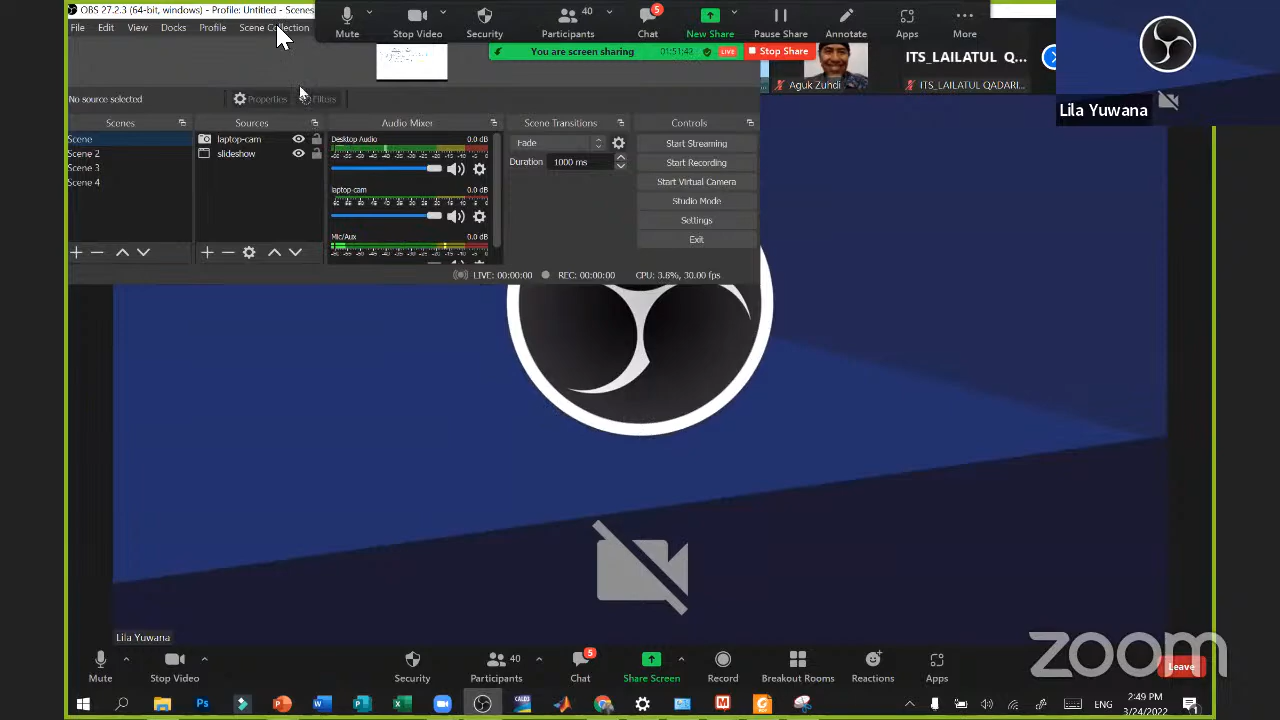 OBS 27.2.3 (64-bit, windows) - Profile: Untitled - Scenes
File Edit View Docks Profile Scene Collection
Mute Stop Video Security Participants 40 Chat 5 New Share Pause Share Annotate Apps More
You are screen sharing 01:51:42 LIVE Stop Share
Aguk Zuhdi
ITS_LAILATUL Q...
ITS_LAILATUL QADARI...
Lila Yuwana
No source selected Properties Filters
Scenes Sources Audio Mixer Scene Transitions Controls
Scene
Scene 2
Scene 3
Scene 4
laptop-cam
slideshow
Desktop Audio 0.0 dB
laptop-cam 0.0 dB
Mic/Aux 0.0 dB
Fade
Duration 1000 ms
Start Streaming
Start Recording
Start Virtual Camera
Studio Mode
Settings
Exit
LIVE: 00:00:00 REC: 00:00:00 CPU: 3.8%, 30.00 fps
Lila Yuwana
zoom
Mute Stop Video Security Participants 40 Chat 5 Share Screen Record Breakout Rooms Reactions Apps Leave
ENG
2:49 PM
3/24/2022